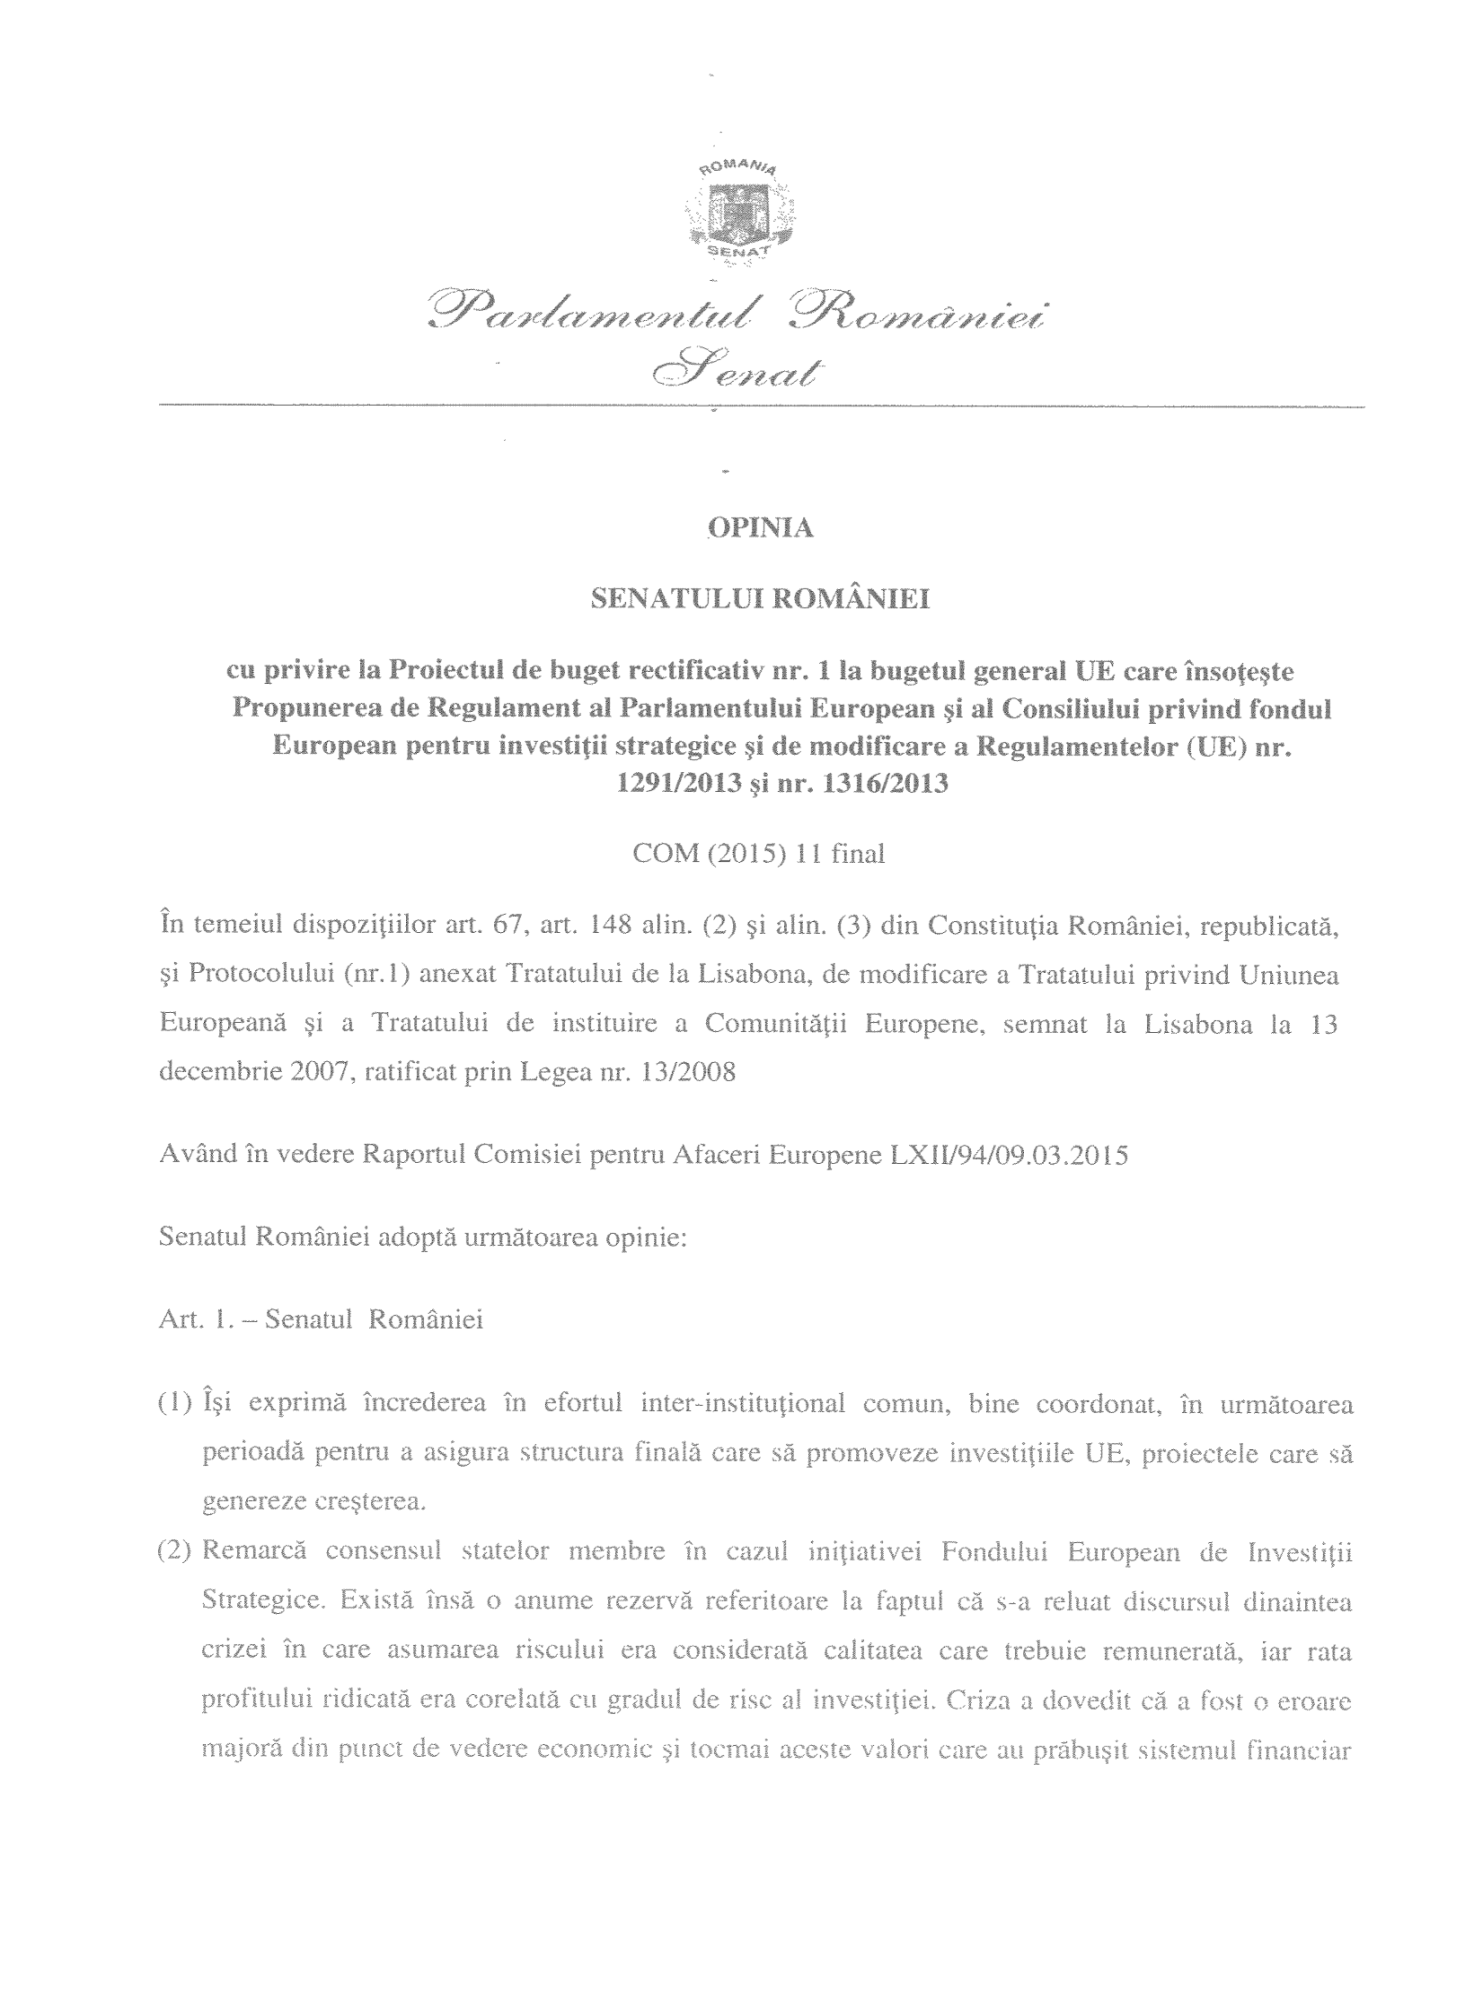 ROMANIA
SENAT
Parlamentul României
Senat
OPINIA
SENATULUI ROMÂNIEI
cu privire la Proiectul de buget rectificativ nr. 1 la bugetul general UE care însoţeşte
Propunerea de Regulament al Parlamentului European şi al Consiliului privind fondul
European pentru investiţii strategice şi de modificare a Regulamentelor (UE) nr.
1291/2013 şi nr. 1316/2013
COM (2015) 11 final
În temeiul dispoziţiilor art. 67, art. 148 alin. (2) şi alin. (3) din Constituţia României, republicată,
şi Protocolului (nr.1) anexat Tratatului de la Lisabona, de modificare a Tratatului privind Uniunea
Europeană şi a Tratatului de instituire a Comunităţii Europene, semnat la Lisabona la 13
decembrie 2007, ratificat prin Legea nr. 13/2008
Având în vedere Raportul Comisiei pentru Afaceri Europene LXII/94/09.03.2015
Senatul României adoptă următoarea opinie:
Art. 1. – Senatul României
(1) Îşi exprimă încrederea în efortul inter-instituţional comun, bine coordonat, în următoarea
perioadă pentru a asigura structura finală care să promoveze investiţiile UE, proiectele care să
genereze creşterea.
(2) Remarcă consensul statelor membre în cazul iniţiativei Fondului European de Investiţii
Strategice. Există însă o anume rezervă referitoare la faptul că s-a reluat discursul dinaintea
crizei în care asumarea riscului era considerată calitatea care trebuie remunerată, iar rata
profitului ridicată era corelată cu gradul de risc al investiţiei. Criza a dovedit că a fost o eroare
majoră din punct de vedere economic şi tocmai aceste valori care au prăbuşit sistemul financiar